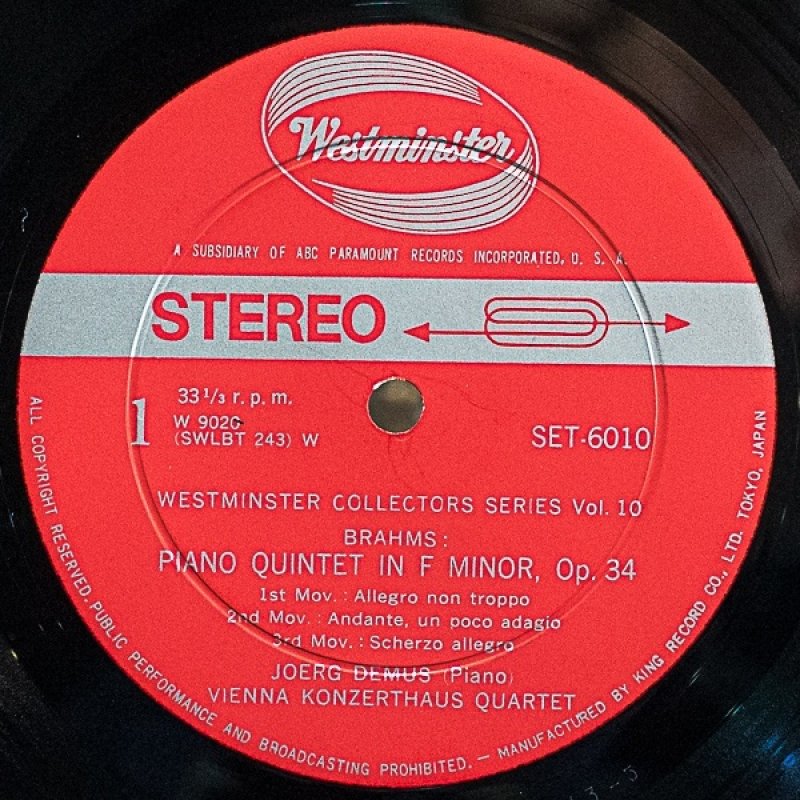 Westminster
A SUBSIDIARY OF ABC PARAMOUNT RECORDS INCORPORATED, U. S. A.
STEREO
1
33 1/3 r. p. m.
W 9020
(SWLBT 243) W
SET-6010
WESTMINSTER COLLECTORS SERIES Vol. 10
BRAHMS:
PIANO QUINTET IN F MINOR, Op. 34
1st Mov. : Allegro non troppo
2nd Mov. : Andante, un poco adagio
3rd Mov. : Scherzo allegro
JOERG DEMUS (Piano)
VIENNA KONZERTHAUS QUARTET
ALL COPYRIGHT RESERVED. PUBLIC PERFORMANCE AND BROADCASTING PROHIBITED. — MANUFACTURED BY KING RECORD CO., LTD. TOKYO, JAPAN